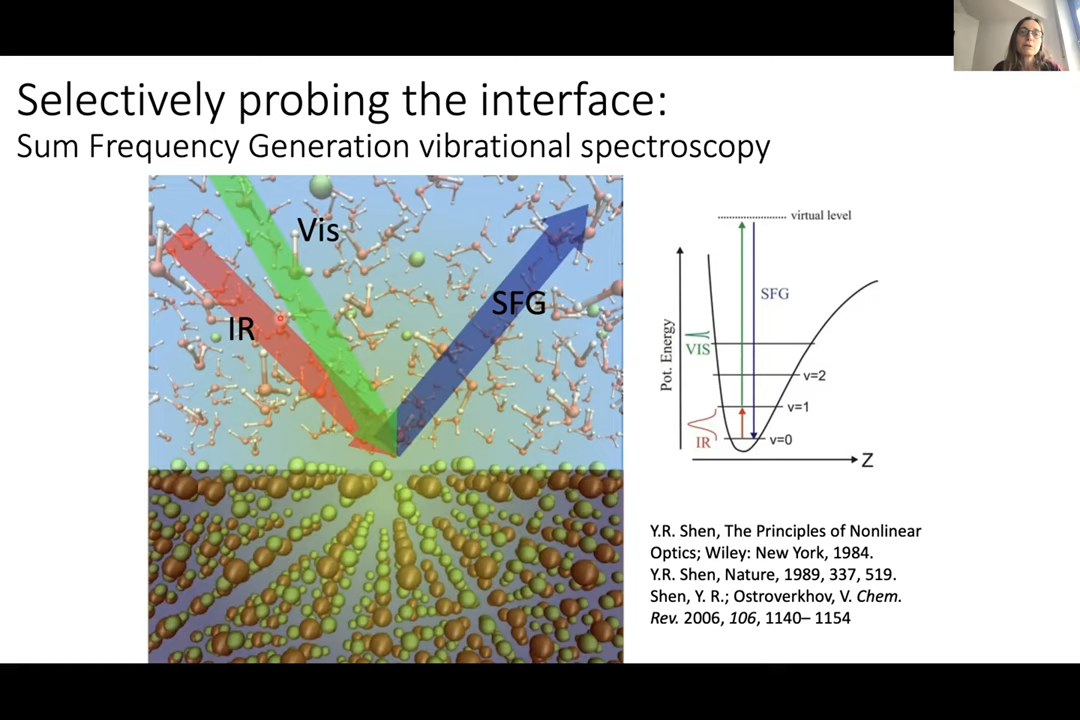 Selectively probing the interface:
Sum Frequency Generation vibrational spectroscopy
Vis
IR
SFG
virtual level
SFG
Pot. Energy
VIS
v=2
v=1
IR
v=0
Z
Y.R. Shen, The Principles of Nonlinear
Optics; Wiley: New York, 1984.
Y.R. Shen, Nature, 1989, 337, 519.
Shen, Y. R.; Ostroverkhov, V. Chem.
Rev. 2006, 106, 1140– 1154